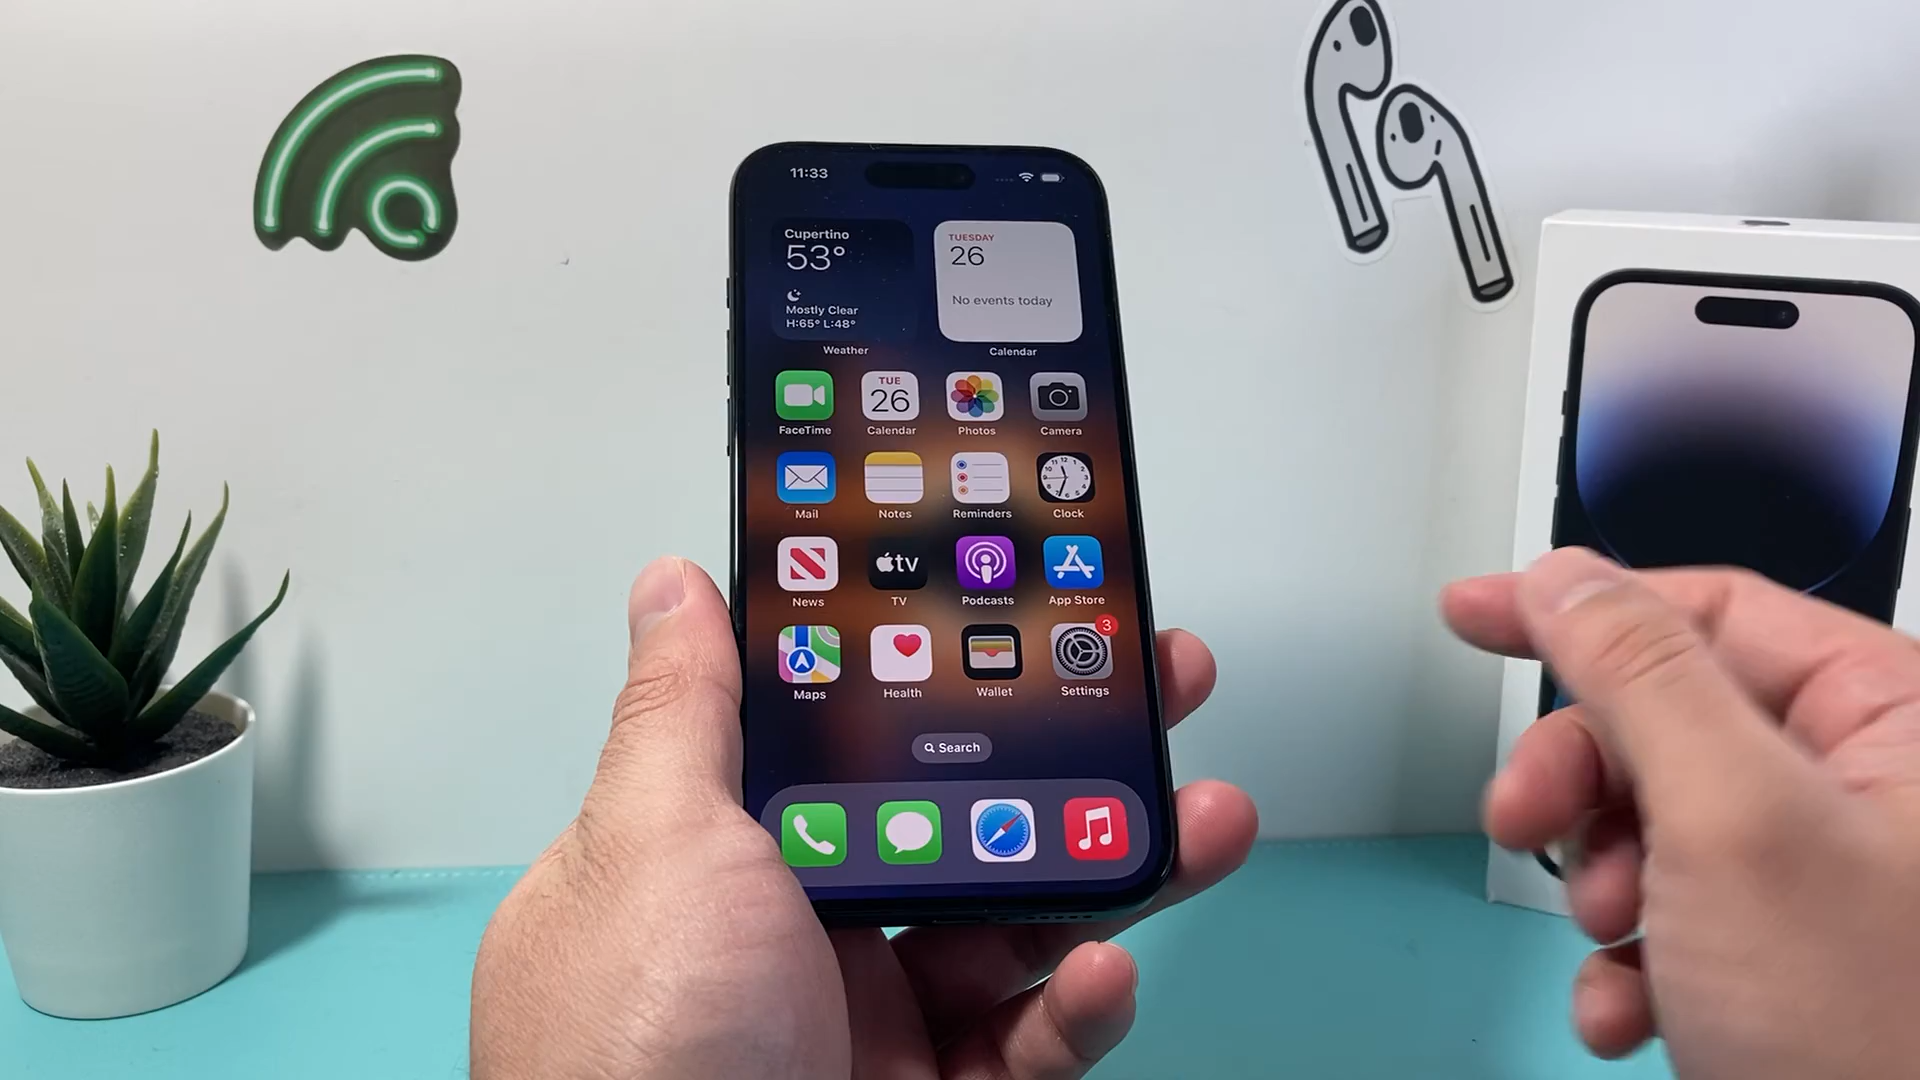 11:33
Cupertino
53°
Mostly Clear
H:65° L:48°
Weather
TUESDAY
26
No events today
Calendar
TUE
26
FaceTime
Calendar
Photos
Camera
Mail
Notes
Reminders
Clock
tv
News
TV
Podcasts
App Store
3
Maps
Health
Wallet
Settings
Search